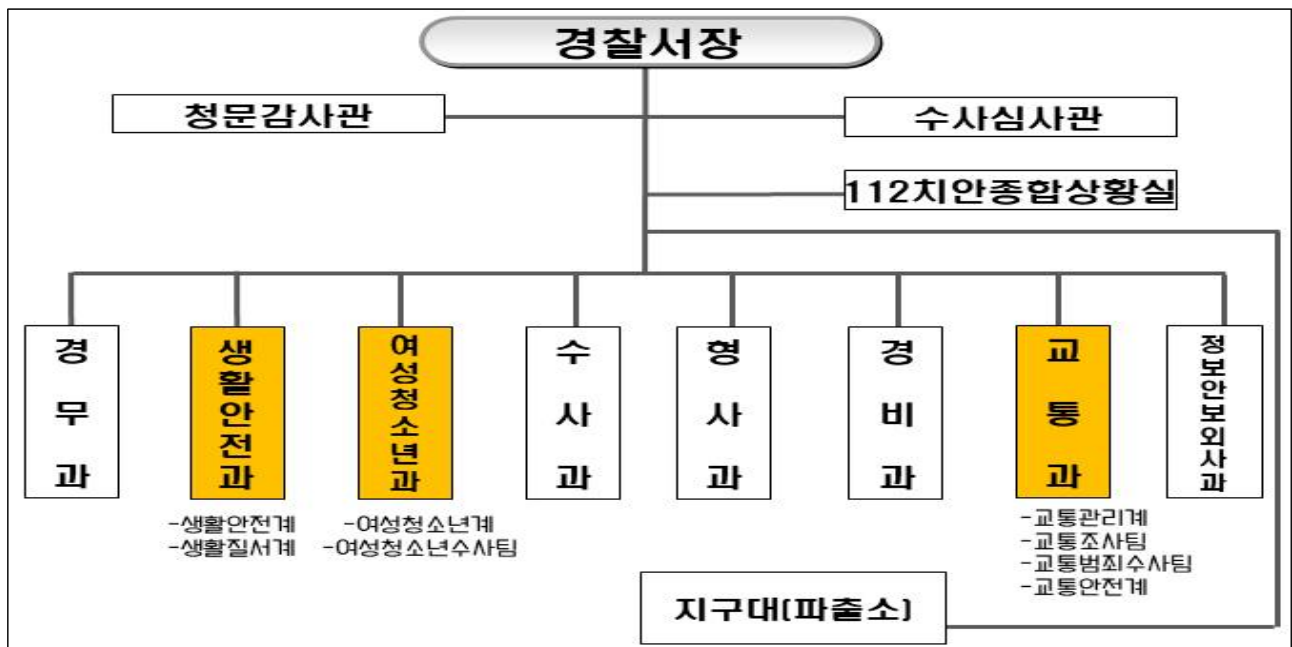 경찰서장
청문감사관
수사심사관
112치안종합상황실
경무과
생활안전과
여성청소년과
수사과
형사과
경비과
교통과
정보안보외사과
-생활안전계
-생활질서계
-여성청소년계
-여성청소년수사팀
-교통관리계
-교통조사팀
-교통범죄수사팀
-교통안전계
지구대(파출소)